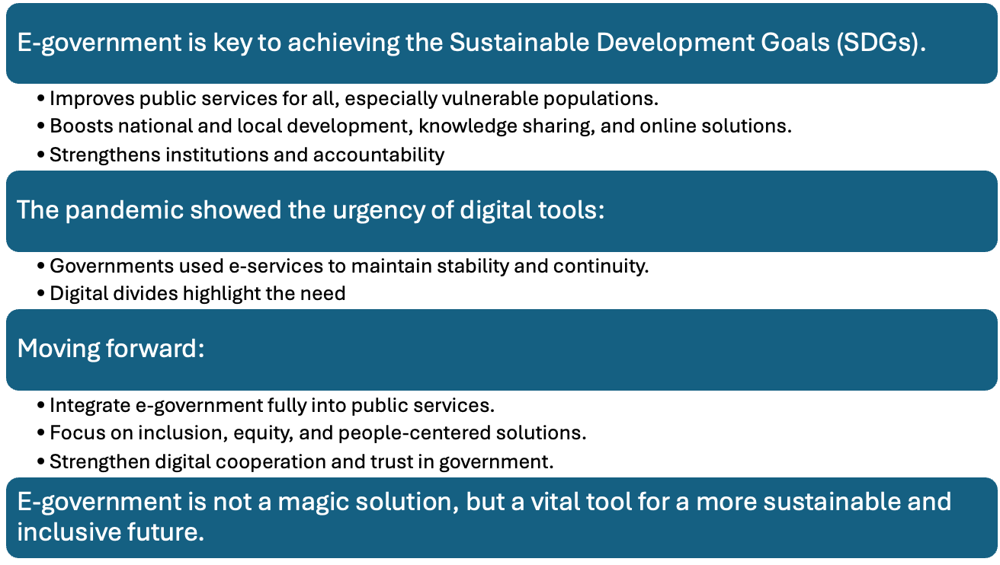 E-government is key to achieving the Sustainable Development Goals (SDGs).
• Improves public services for all, especially vulnerable populations.
• Boosts national and local development, knowledge sharing, and online solutions.
• Strengthens institutions and accountability
The pandemic showed the urgency of digital tools:
• Governments used e-services to maintain stability and continuity.
• Digital divides highlight the need
Moving forward:
• Integrate e-government fully into public services.
• Focus on inclusion, equity, and people-centered solutions.
• Strengthen digital cooperation and trust in government.
E-government is not a magic solution, but a vital tool for a more sustainable and
inclusive future.